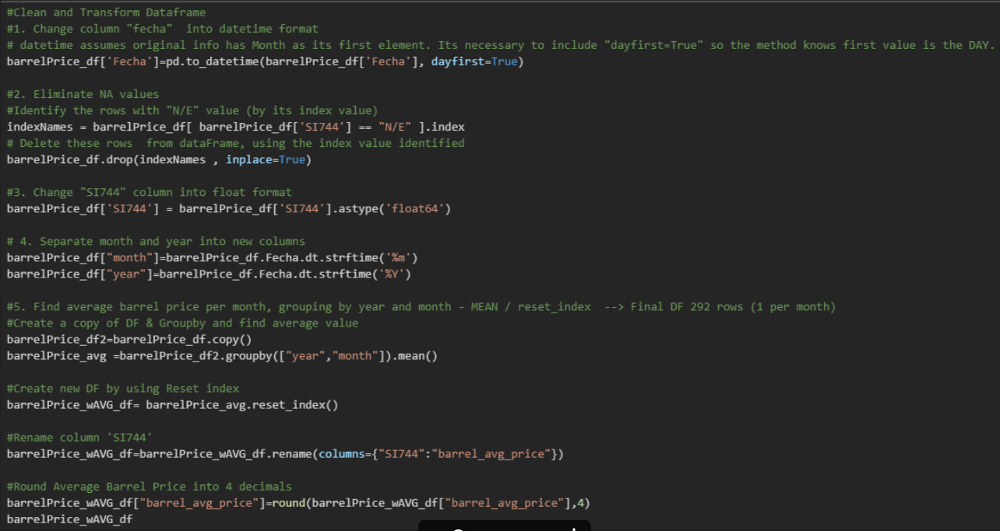 #Clean and Transform Dataframe
#1. Change column "fecha"  into datetime format
# datetime assumes original info has Month as its first element. Its necessary to include "dayfirst=True" so the method knows first value is the DAY.
barrelPrice_df['Fecha']=pd.to_datetime(barrelPrice_df['Fecha'], dayfirst=True)
#2. Eliminate NA values
#Identify the rows with "N/E" value (by its index value)
indexNames = barrelPrice_df[ barrelPrice_df['SI744'] == "N/E" ].index
# Delete these rows  from dataFrame, using the index value identified
barrelPrice_df.drop(indexNames , inplace=True)
#3. Change "SI744" column into float format
barrelPrice_df['SI744'] = barrelPrice_df['SI744'].astype('float64')
# 4. Separate month and year into new columns
barrelPrice_df["month"]=barrelPrice_df.Fecha.dt.strftime('%m')
barrelPrice_df["year"]=barrelPrice_df.Fecha.dt.strftime('%Y')
#5. Find average barrel price per month, grouping by year and month - MEAN / reset_index  --> Final DF 292 rows (1 per month)
#Create a copy of DF & Groupby and find average value
barrelPrice_df2=barrelPrice_df.copy()
barrelPrice_avg =barrelPrice_df2.groupby(["year","month"]).mean()
#Create new DF by using Reset index
barrelPrice_wAVG_df= barrelPrice_avg.reset_index()
#Rename column 'SI744'
barrelPrice_wAVG_df=barrelPrice_wAVG_df.rename(columns={"SI744":"barrel_avg_price"})
#Round Average Barrel Price into 4 decimals
barrelPrice_wAVG_df["barrel_avg_price"]=round(barrelPrice_wAVG_df["barrel_avg_price"],4)
barrelPrice_wAVG_df